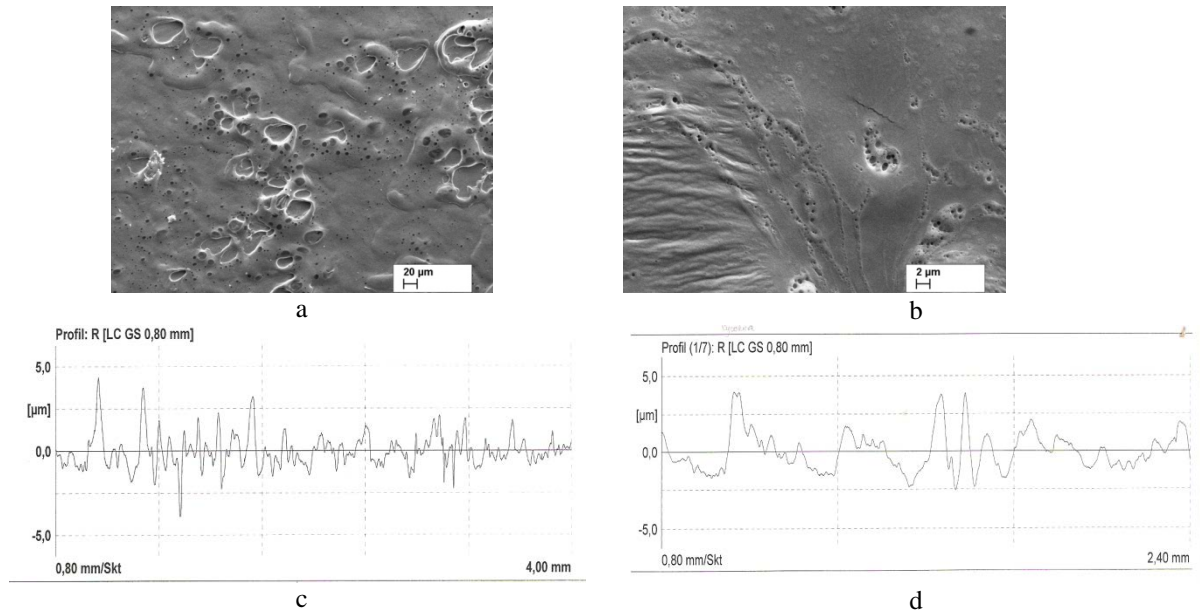 20 µm
2 µm
a
b
Profil: R [LC GS 0,80 mm]
5,0
[µm]
0,0
-5,0
0,80 mm/Skt
4,00 mm
c
Profil (1/7): R [LC GS 0,80 mm]
5,0
[µm]
0,0
-5,0
0,80 mm/Skt
2,40 mm
d